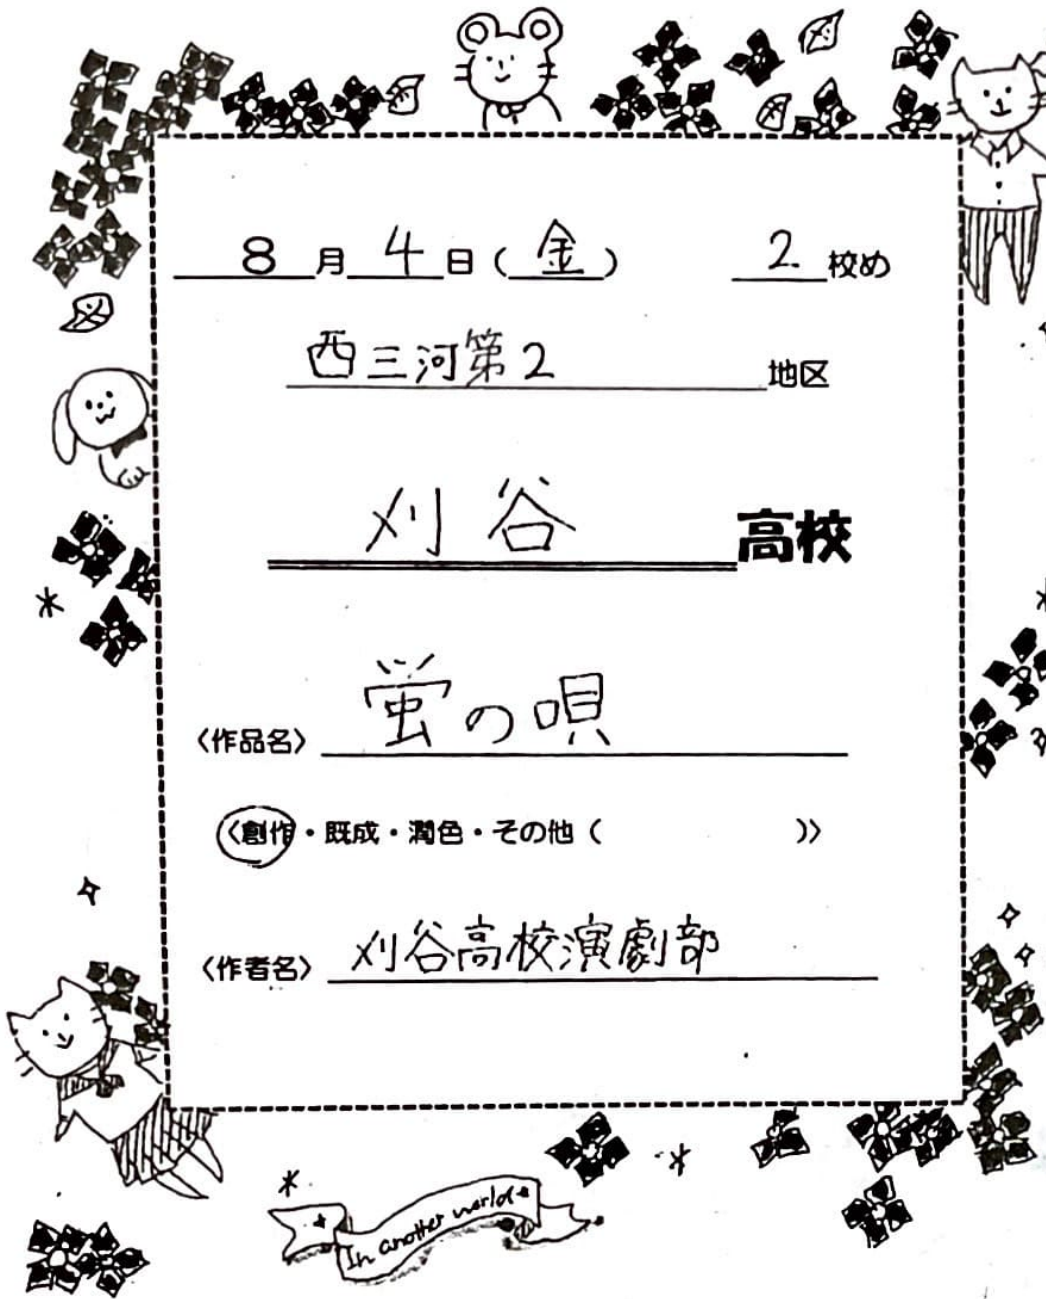 8月4日(金) 2校め
西三河第2地区
刈谷高校
〈作品名〉蛍の唄
〈創作・既成・潤色・その他( )〉
〈作者名〉刈谷高校演劇部
In another world